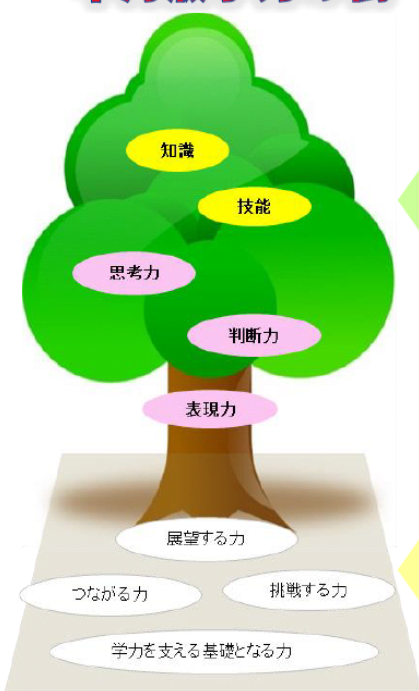 知識
技能
思考力
判断力
表現力
展望する力
つながる力
挑戦する力
学力を支える基礎となる力